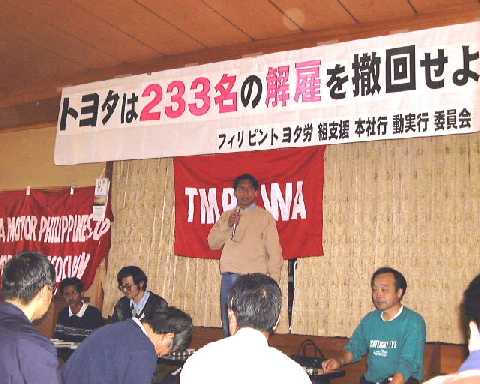 トヨタは233名の解雇を撤回せよ
フィリピントヨタ労組支援 本社行動実行委員会
TMP WA
A MOTOR PHILIPPINES